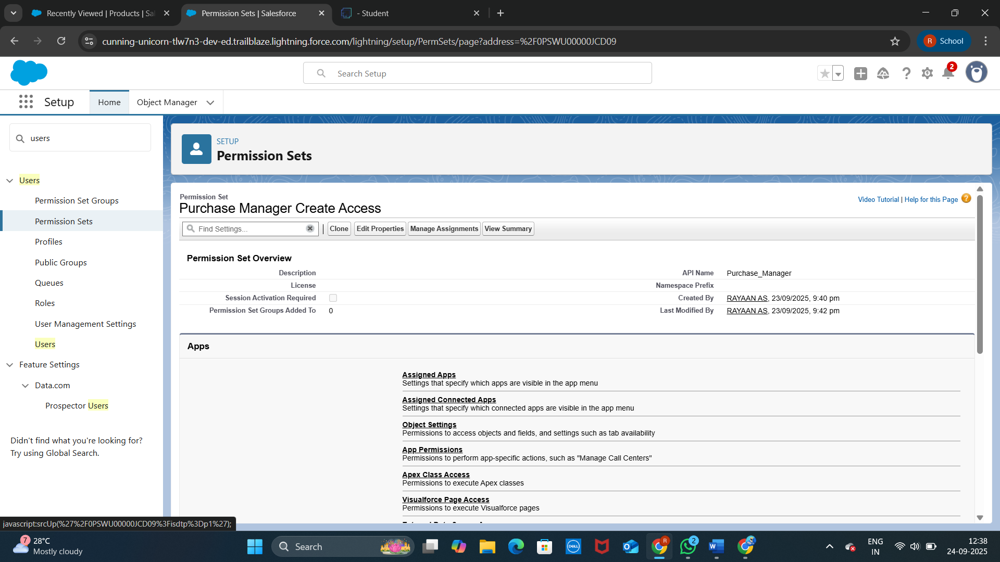 Recently Viewed | Products | Sal
Permission Sets | Salesforce
- Student
cunning-unicorn-tlw7n3-dev-ed.trailblaze.lightning.force.com/lightning/setup/PermSets/page?address=%2F0PSWU00000JCD09
R School
Search Setup
2
Setup
Home
Object Manager
users
Users
Permission Set Groups
Permission Sets
Profiles
Public Groups
Queues
Roles
User Management Settings
Users
Feature Settings
Data.com
Prospector Users
Didn't find what you're looking for?
Try using Global Search.
SETUP
Permission Sets
Permission Set
Purchase Manager Create Access
Video Tutorial | Help for this Page ?
Find Settings...
Clone
Edit Properties
Manage Assignments
View Summary
Permission Set Overview
Description
API Name Purchase_Manager
License
Namespace Prefix
Session Activation Required
Created By RAYAAN AS, 23/09/2025, 9:40 pm
Permission Set Groups Added To 0
Last Modified By RAYAAN AS, 23/09/2025, 9:42 pm
Apps
Assigned Apps
Settings that specify which apps are visible in the app menu
Assigned Connected Apps
Settings that specify which connected apps are visible in the app menu
Object Settings
Permissions to access objects and fields, and settings such as tab availability
App Permissions
Permissions to perform app-specific actions, such as "Manage Call Centers"
Apex Class Access
Permissions to execute Apex classes
Visualforce Page Access
Permissions to execute Visualforce pages
javascript:srcUp(%27%2F0PSWU00000JCD09%3Fisdtp%3Dp1%27);
7
28°C
Mostly cloudy
Search
DELL
R
2
ENG
IN
12:38
24-09-2025